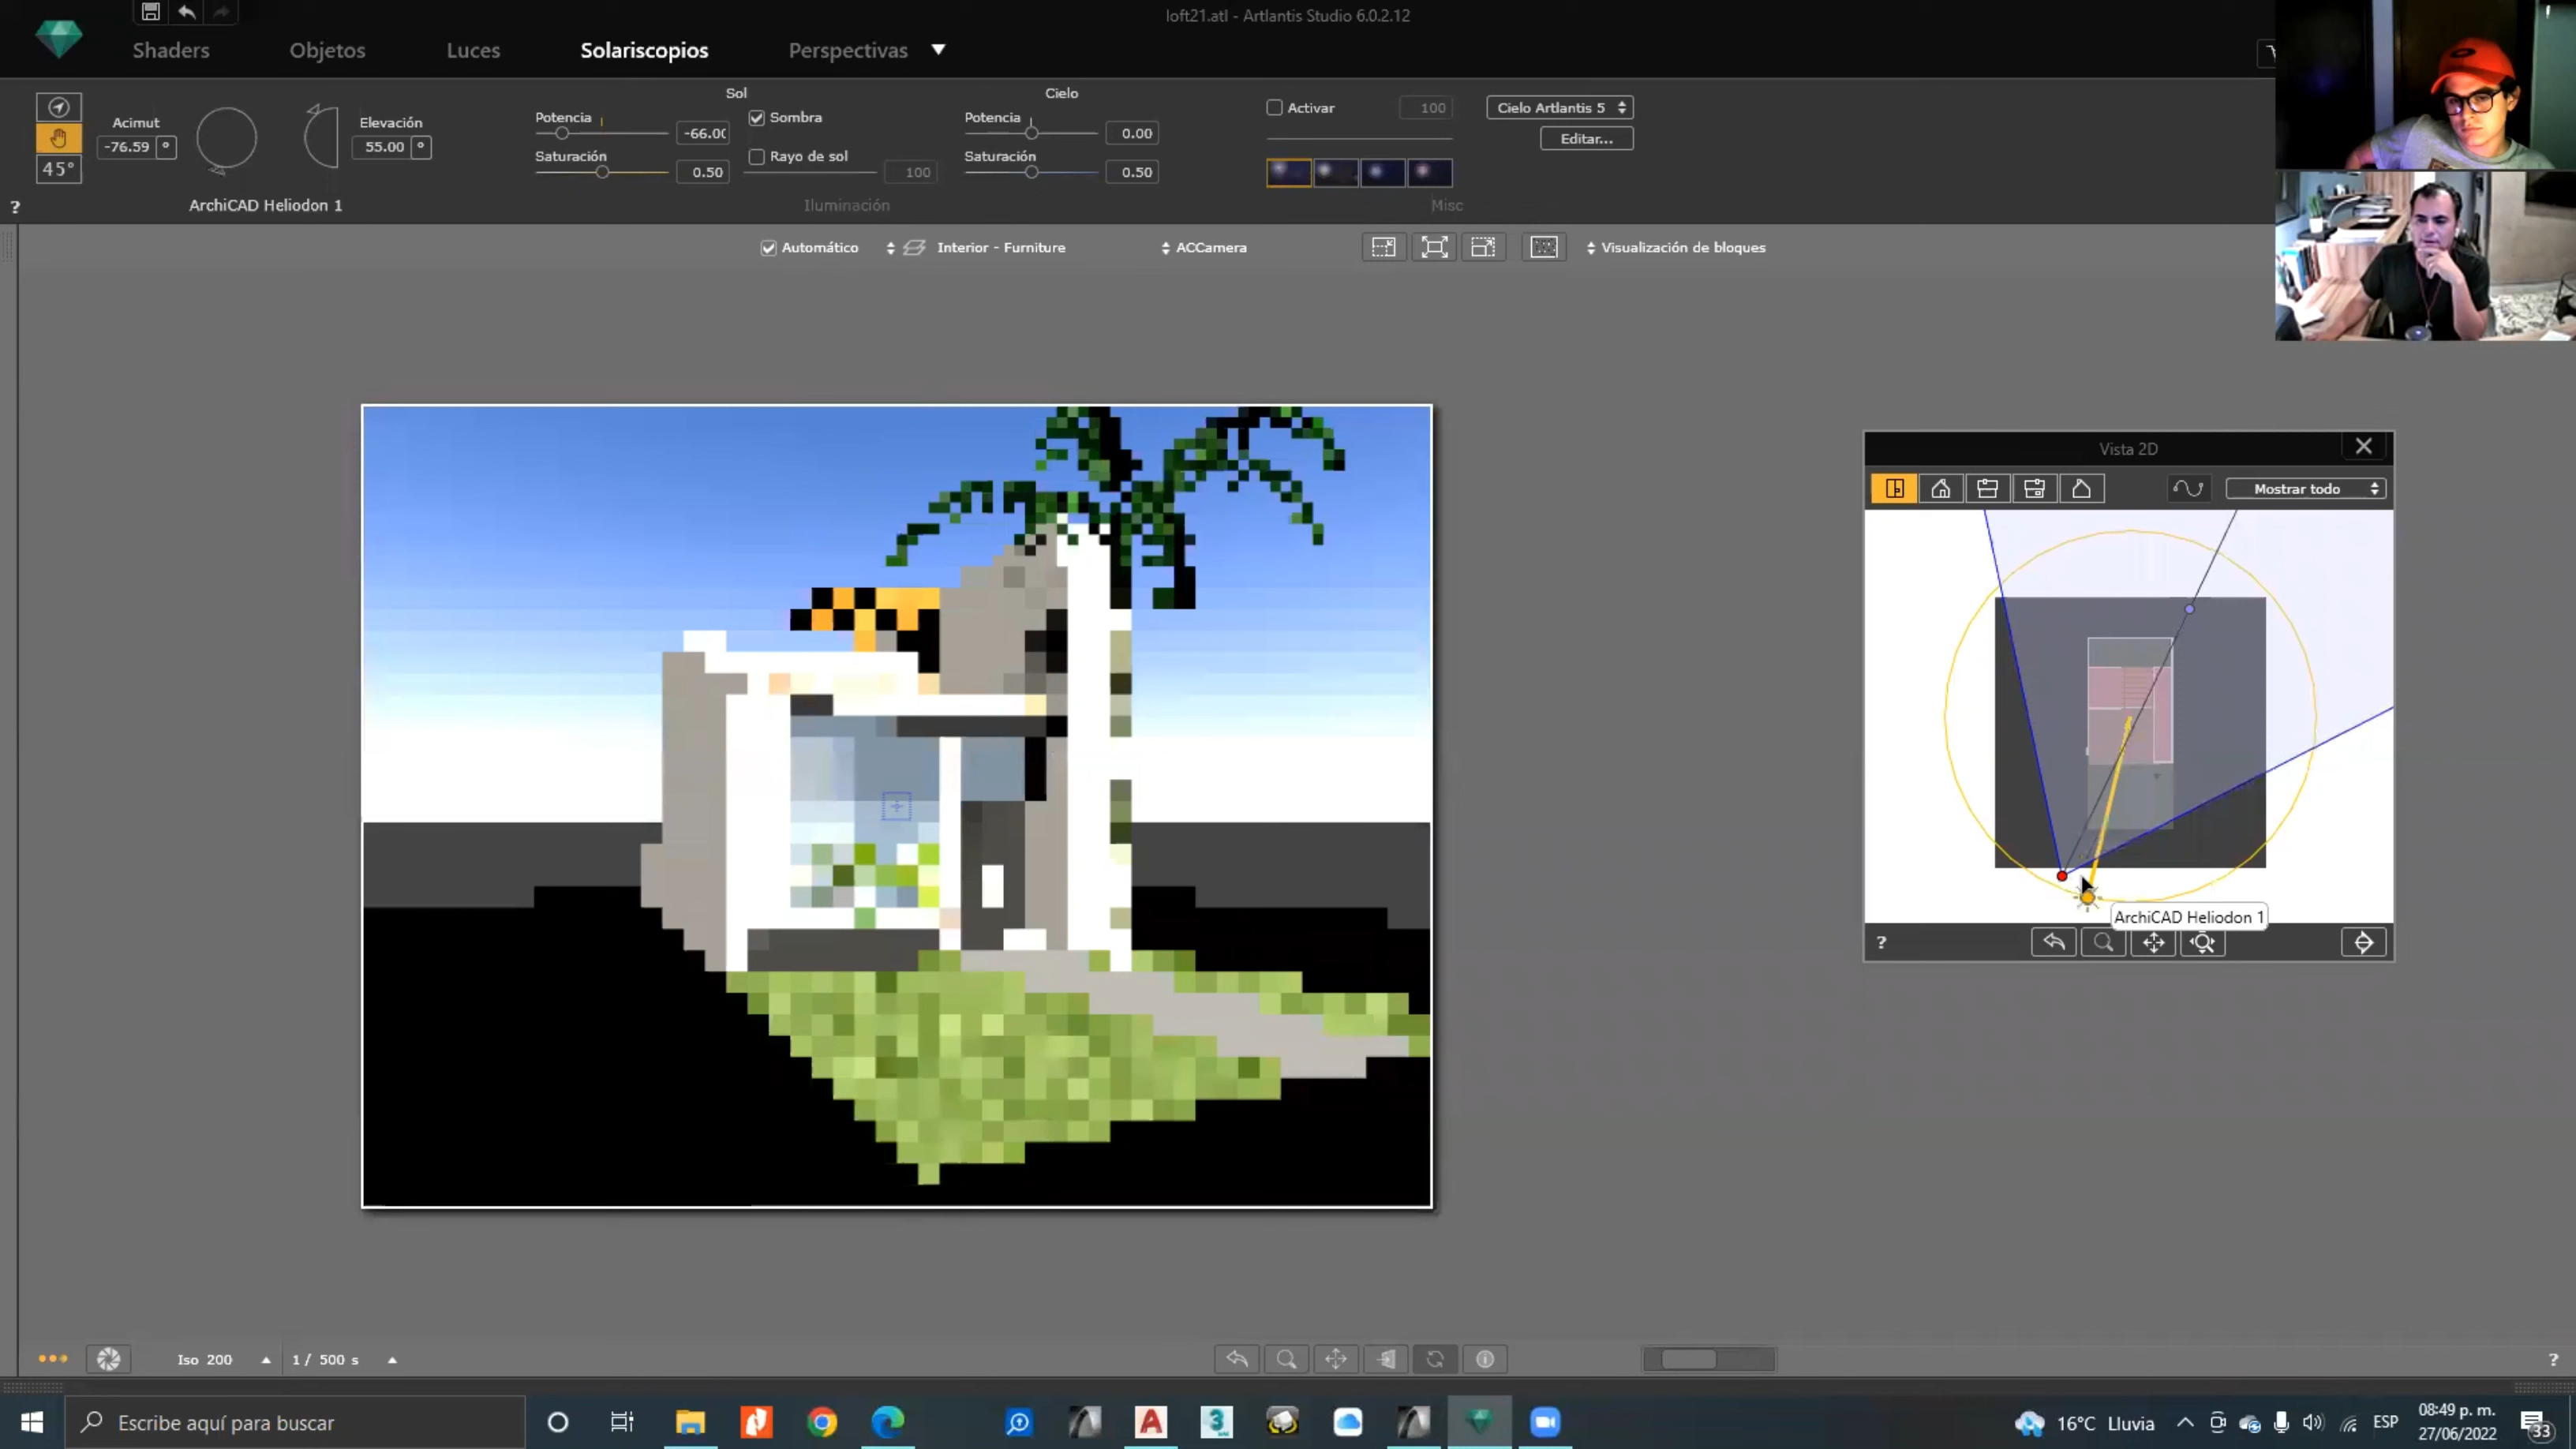 loft21.atl - Artlantis Studio 6.0.2.12
Shaders
Objetos
Luces
Solariscopios
Perspectivas
Sol
Cielo
Acimut
-76.59 °
Elevación
55.00 °
45°
Potencia
-66.00
Sombra
Potencia
0.00
Activar
100
Cielo Artlantis 5
Editar...
Saturación
0.50
Rayo de sol
100
Saturación
0.50
?
ArchiCAD Heliodon 1
Iluminación
Misc
Automático
Interior - Furniture
ACCamera
Visualización de bloques
Vista 2D
Mostrar todo
ArchiCAD Heliodon 1
?
Iso 200
1 / 500 s
?
Escribe aquí para buscar
16°C Lluvia
ESP
08:49 p. m.
27/06/2022
33